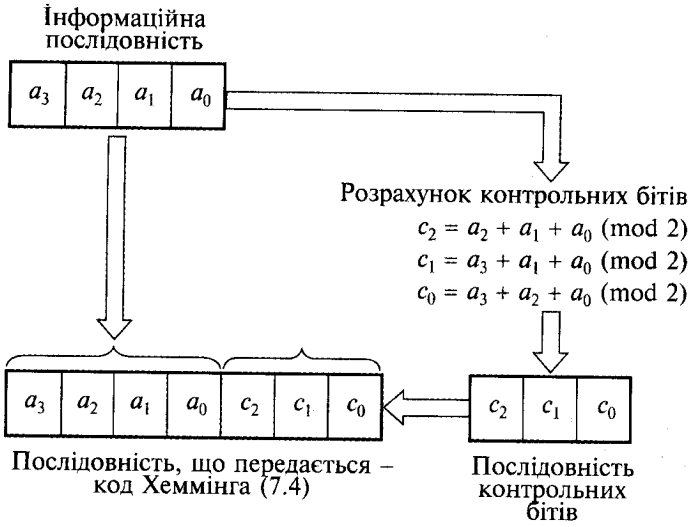 Інформаційна
послідовність
a₃ a₂ a₁ a₀
Розрахунок контрольних бітів
c₂ = a₂ + a₁ + a₀ (mod 2)
c₁ = a₃ + a₁ + a₀ (mod 2)
c₀ = a₃ + a₂ + a₀ (mod 2)
a₃ a₂ a₁ a₀ c₂ c₁ c₀
c₂ c₁ c₀
Послідовність, що передається –
код Хеммінга (7.4)
Послідовність
контрольних
бітів